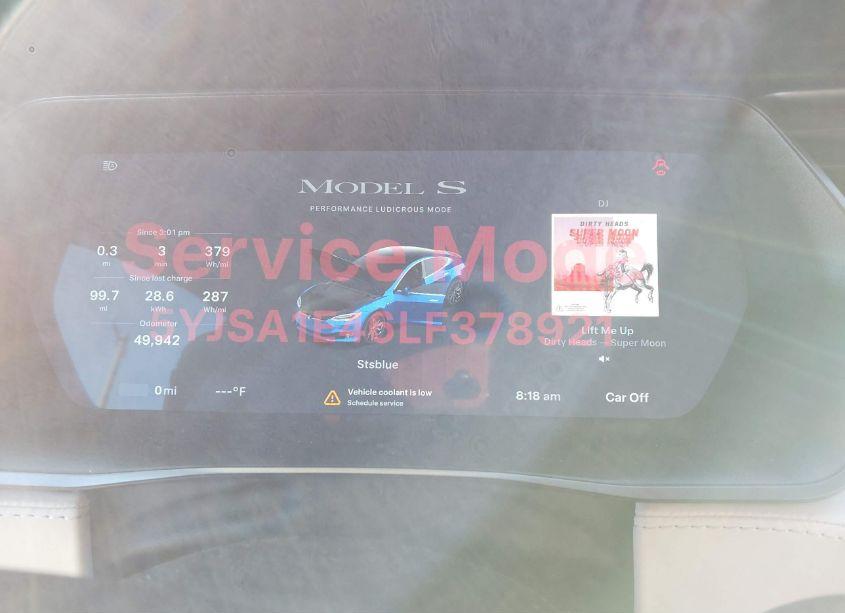 MODEL S
PERFORMANCE LUDICROUS MODE
Service Mode
Since 3:01 pm
0.3 3 379
mi min Wh/mi
Since last charge
99.7 28.6 287
mi kWh Wh/mi
Odometer
49,942
5YJSA1E46LF378921
Stsblue
0 mi ---°F
Vehicle coolant is low
Schedule service
DJ
DIRTY HEADS
SUPER MOON
Lift Me Up
Dirty Heads — Super Moon
8:18 am
Car Off